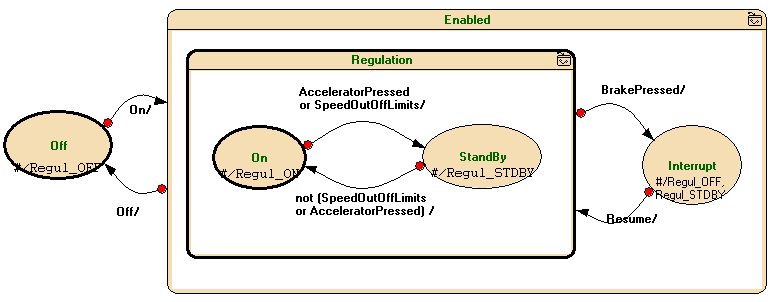 Enabled
Regulation
On/
Off
#/Regul_OFF
Off/
AcceleratorPressed
or SpeedOutOffLimits/
On
#/Regul_ON
StandBy
#/Regul_STDBY
not (SpeedOutOffLimits
or AcceleratorPressed) /
BrakePressed/
Interrupt
#/Regul_OFF,
Regul_STDBY
Resume/